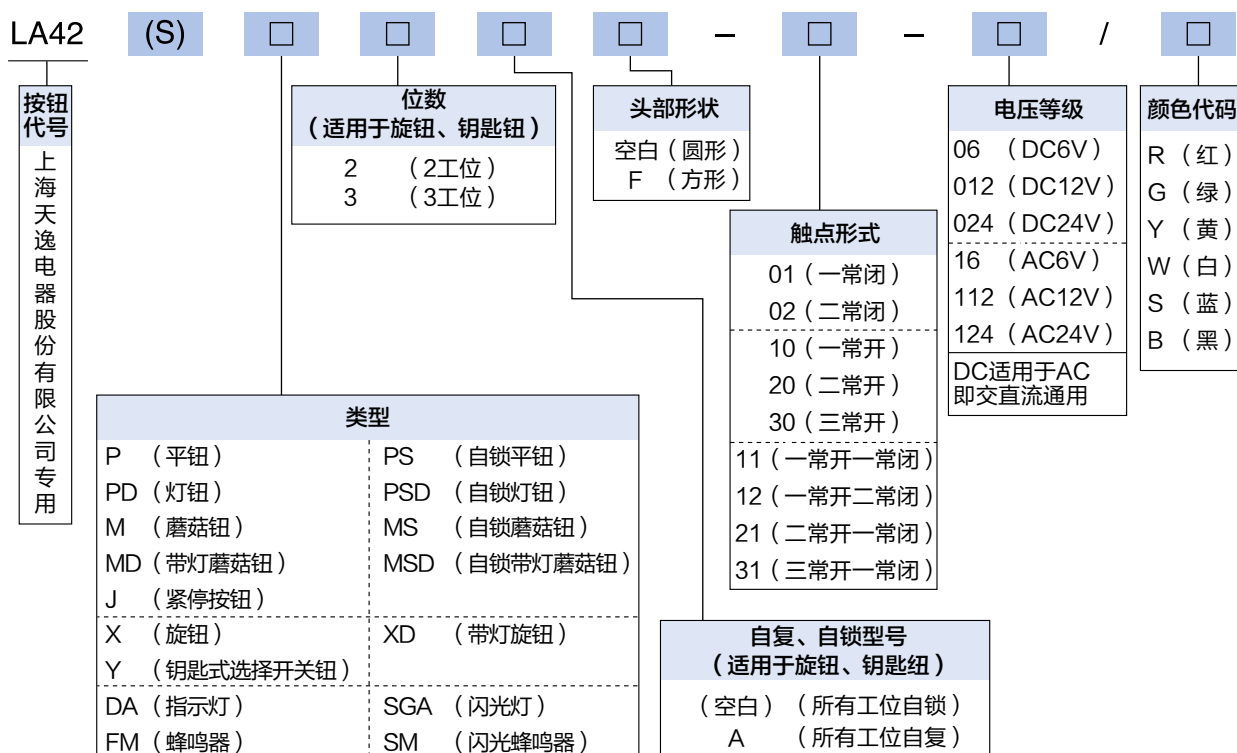 LA42 (S) □ □ □ □ – □ – □ / □
按钮
代号
上海天逸电器股份有限公司专用
位数
（适用于旋钮、钥匙钮）
2 （2工位）
3 （3工位）
头部形状
空白（圆形）
F （方形）
触点形式
01（一常闭）
02（二常闭）
10（一常开）
20（二常开）
30（三常开）
11（一常开一常闭）
12（一常开二常闭）
21（二常开一常闭）
31（三常开一常闭）
电压等级
06 （DC6V）
012（DC12V）
024（DC24V）
16 （AC6V）
112（AC12V）
124（AC24V）
DC适用于AC
即交直流通用
颜色代码
R（红）
G（绿）
Y（黄）
W（白）
S（蓝）
B（黑）
类型
P （平钮） PS （自锁平钮）
PD（灯钮） PSD （自锁灯钮）
M （蘑菇钮） MS （自锁蘑菇钮）
MD（带灯蘑菇钮） MSD （自锁带灯蘑菇钮）
J （紧停按钮）
X （旋钮） XD （带灯旋钮）
Y （钥匙式选择开关钮）
DA（指示灯） SGA （闪光灯）
FM（蜂鸣器） SM （闪光蜂鸣器）
自复、自锁型号
（适用于旋钮、钥匙纽）
（空白）（所有工位自锁）
A （所有工位自复）